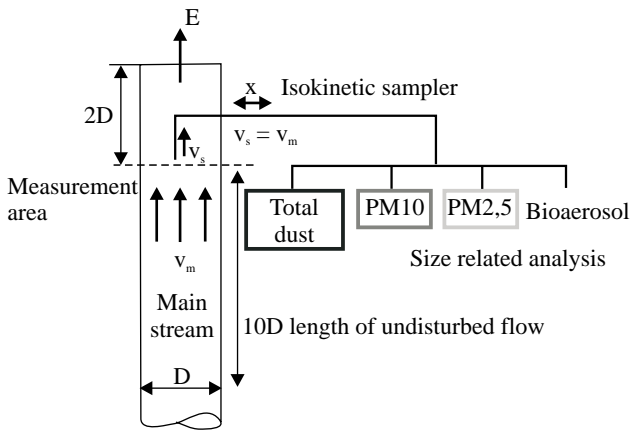 E
2D
x
Isokinetic sampler
vs = vm
vs
Measurement
area
Total
dust
PM10
PM2,5
Bioaerosol
Size related analysis
vm
Main
stream
10D length of undisturbed flow
D